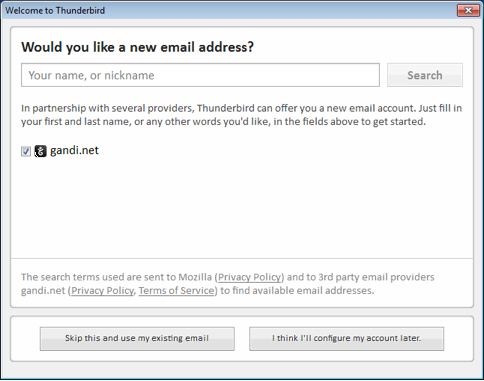 Welcome to Thunderbird
Would you like a new email address?
Your name, or nickname
Search
In partnership with several providers, Thunderbird can offer you a new email account. Just fill in
your first and last name, or any other words you'd like, in the fields above to get started.
gandi.net
The search terms used are sent to Mozilla (Privacy Policy) and to 3rd party email providers
gandi.net (Privacy Policy, Terms of Service) to find available email addresses.
Skip this and use my existing email
I think I'll configure my account later.